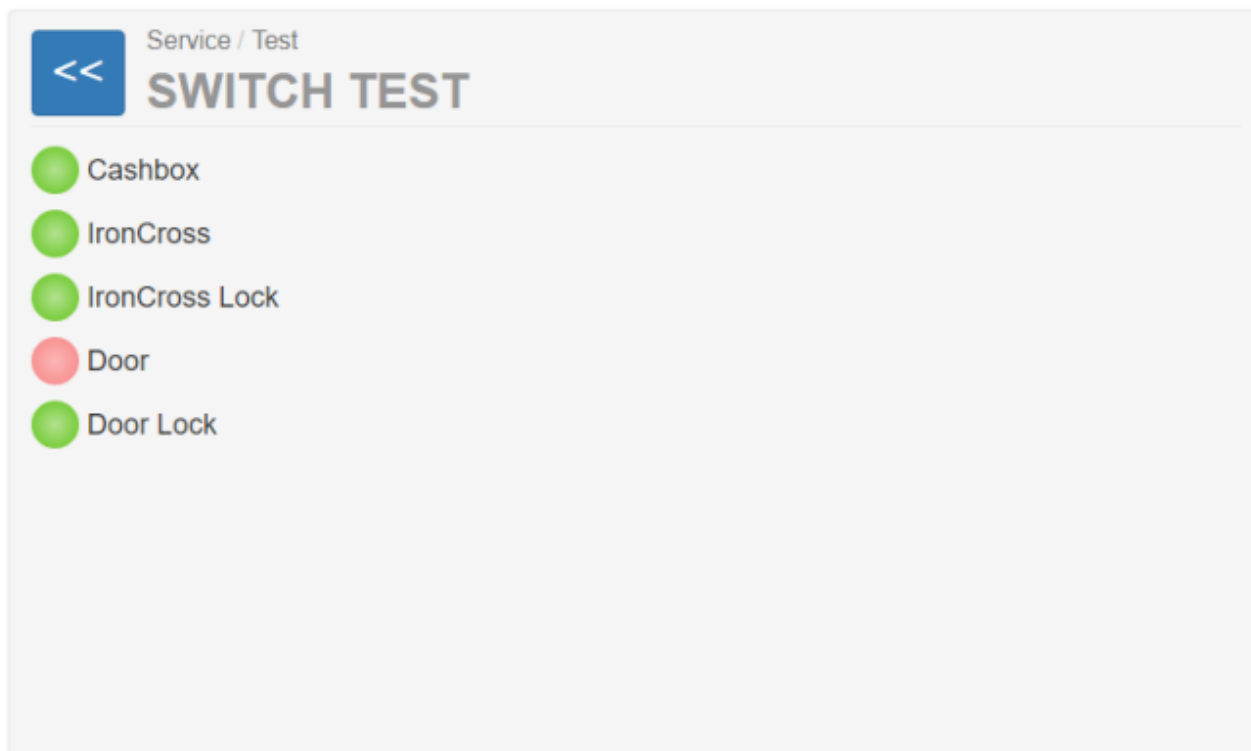 <<
Service / Test
SWITCH TEST
Cashbox
IronCross
IronCross Lock
Door
Door Lock